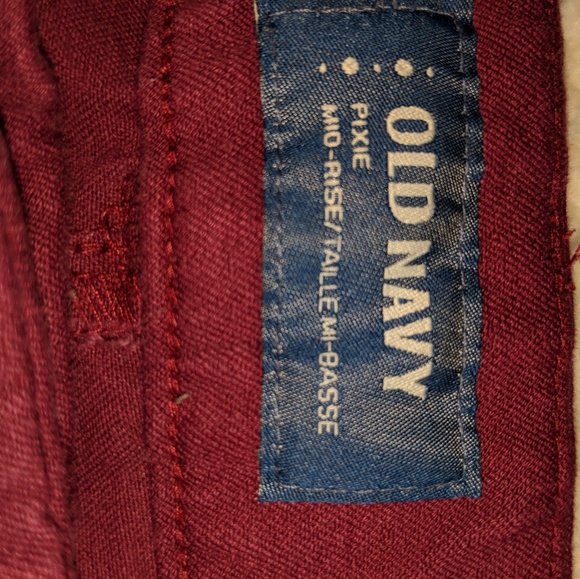 OLD NAVY
PIXIE
MID-RISE/TAILLE MI-BASSE